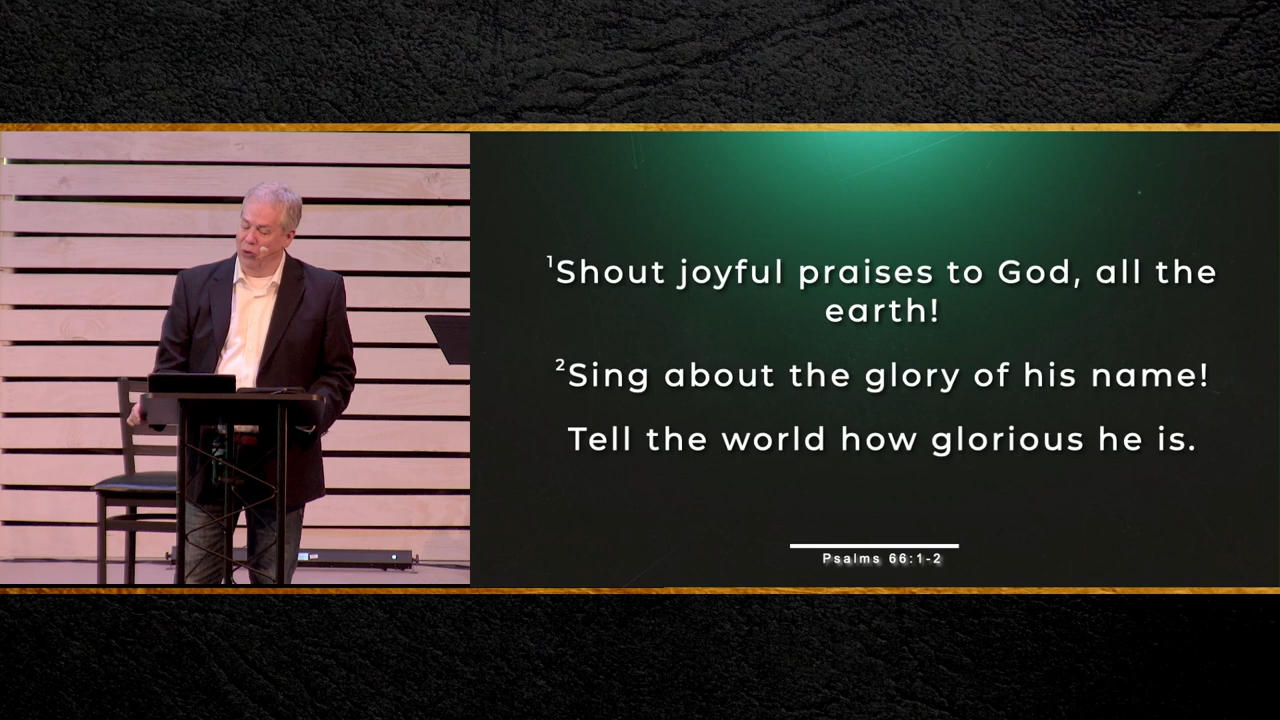 ¹Shout joyful praises to God, all the
earth!
²Sing about the glory of his name!
Tell the world how glorious he is.
Psalms 66:1-2